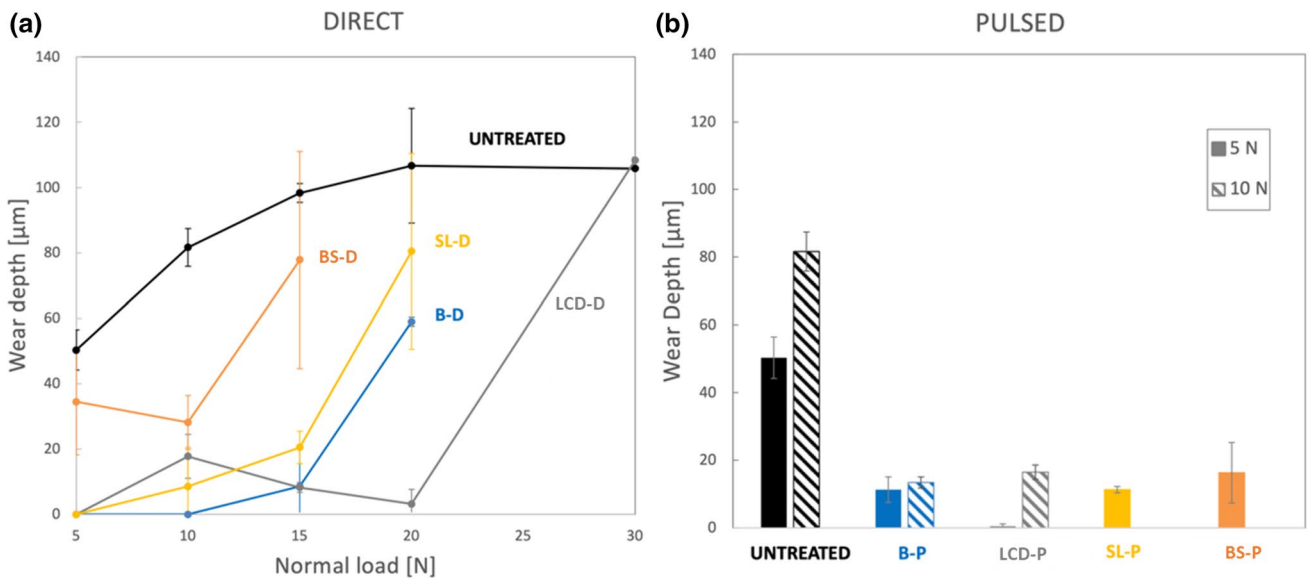 (a)
DIRECT
140
120
100
80
60
40
20
0
Wear depth [µm]
UNTREATED
BS-D
SL-D
B-D
LCD-D
5
10
15
20
25
30
Normal load [N]
(b)
PULSED
140
120
100
80
60
40
20
0
Wear Depth [µm]
5 N
10 N
UNTREATED
B-P
LCD-P
SL-P
BS-P